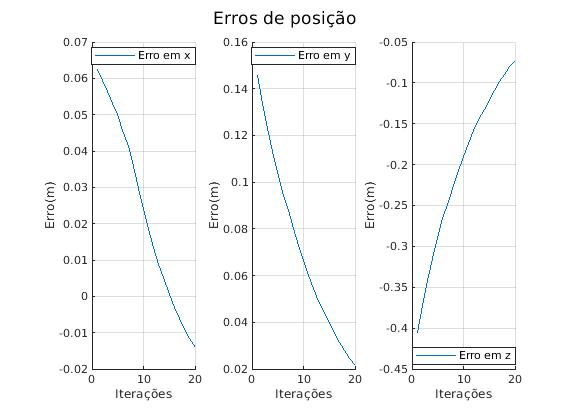 Erros de posição
Erro em x
0.07
0.06
0.05
0.04
0.03
0.02
0.01
0
-0.01
-0.02
Erro(m)
0 10 20
Iterações
Erro em y
0.16
0.14
0.12
0.1
0.08
0.06
0.04
0.02
Erro(m)
0 10 20
Iterações
-0.05
-0.1
-0.15
-0.2
-0.25
-0.3
-0.35
-0.4
-0.45
Erro(m)
Erro em z
0 10 20
Iterações